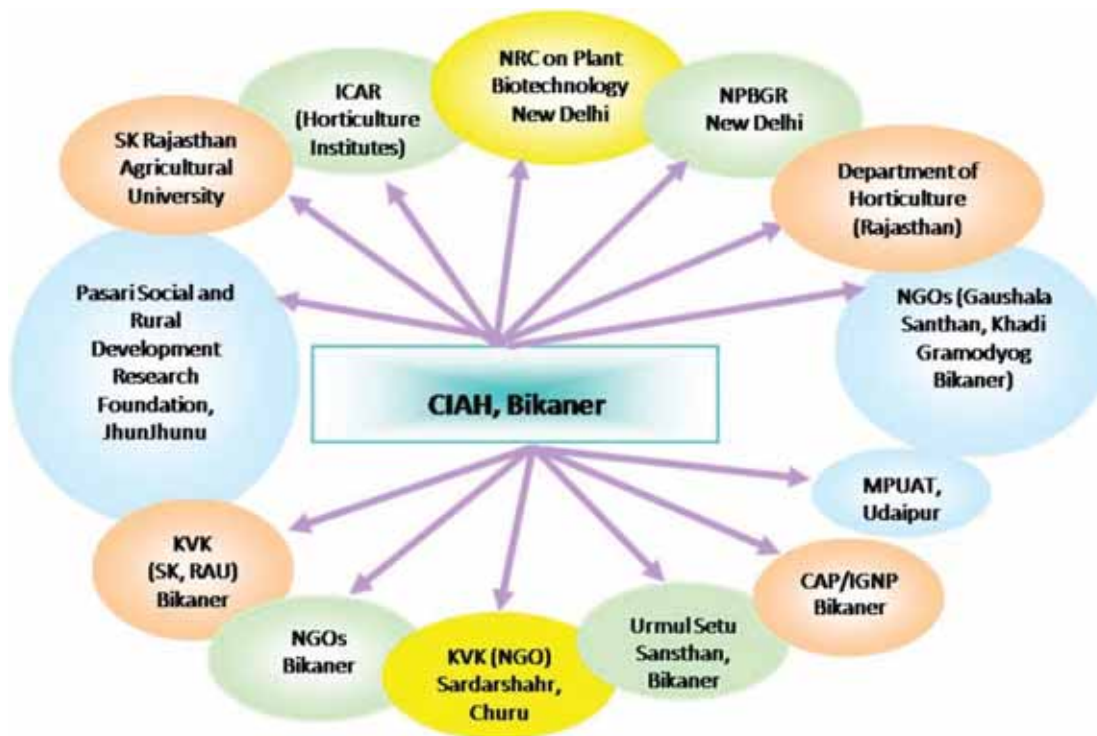 NRC on Plant
Biotechnology
New Delhi
ICAR
(Horticulture
Institutes)
NPBGR
New Delhi
SK Rajasthan
Agricultural
University
Department of
Horticulture
(Rajasthan)
Pasari Social and
Rural
Development
Research
Foundation,
JhunJhunu
NGOs (Gaushala
Santhan, Khadi
Gramodyog
Bikaner)
CIAH, Bikaner
MPUAT,
Udaipur
KVK
(SK, RAU)
Bikaner
CAP/IGNP
Bikaner
NGOs
Bikaner
KVK (NGO)
Sardarshahr,
Churu
Urmul Setu
Sansthan,
Bikaner